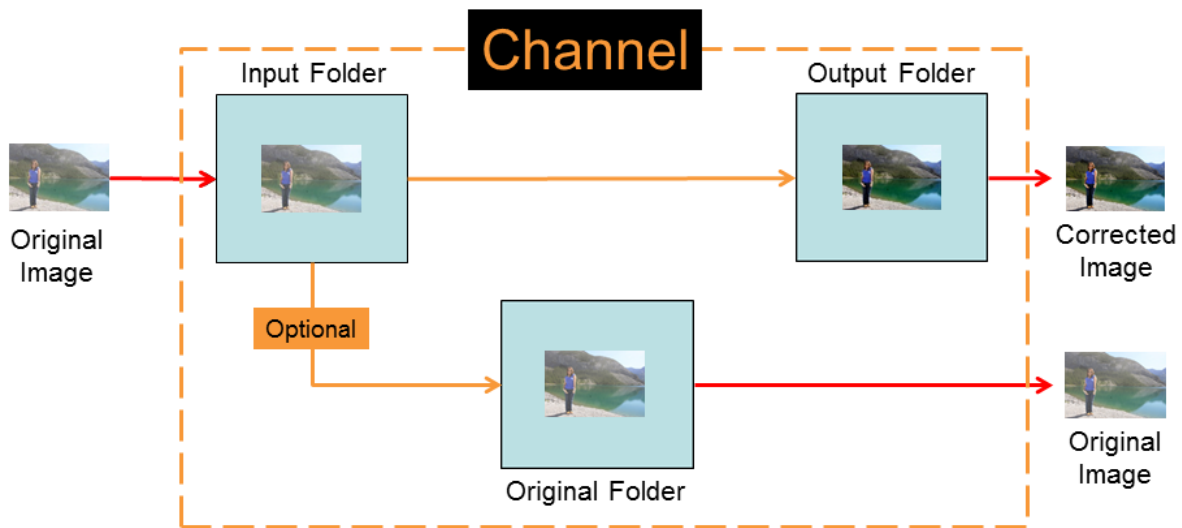 Channel
Input Folder
Output Folder
Original
Image
Corrected
Image
Optional
Original Folder
Original
Image